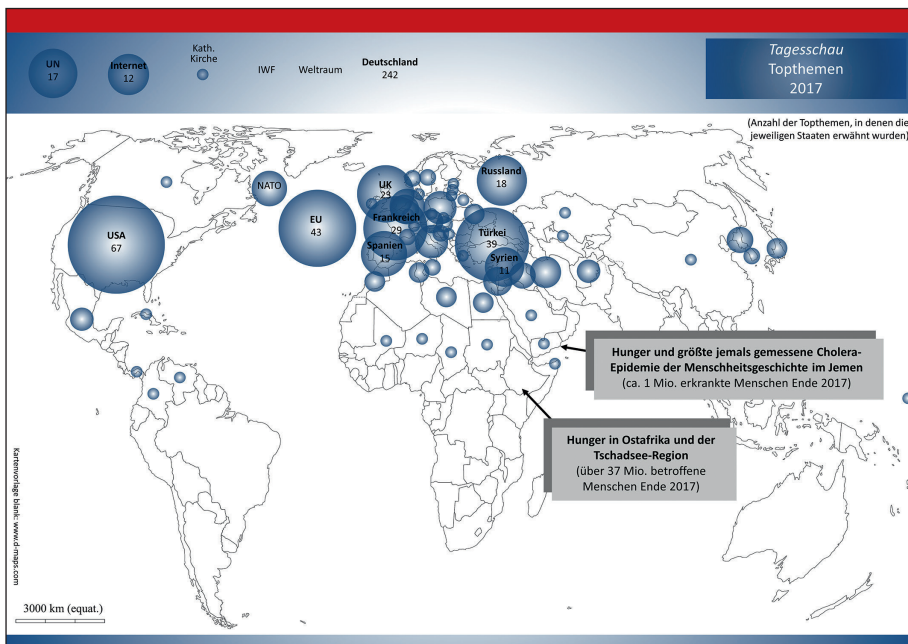 UN
17
Internet
12
Kath.
Kirche
IWF
Weltraum
Deutschland
242
Tagesschau
Topthemen
2017
(Anzahl der Topthemen, in denen die
jeweiligen Staaten erwähnt wurden)
NATO
USA
67
EU
43
UK
23
Frankreich
29
Spanien
15
Russland
18
Türkei
39
Syrien
11
Hunger und größte jemals gemessene Cholera-
Epidemie der Menschheitsgeschichte im Jemen
(ca. 1 Mio. erkrankte Menschen Ende 2017)
Hunger in Ostafrika und der
Tschadsee-Region
(über 37 Mio. betroffene
Menschen Ende 2017)
Kartenvorlage blank: www.d-maps.com
3000 km (equat.)